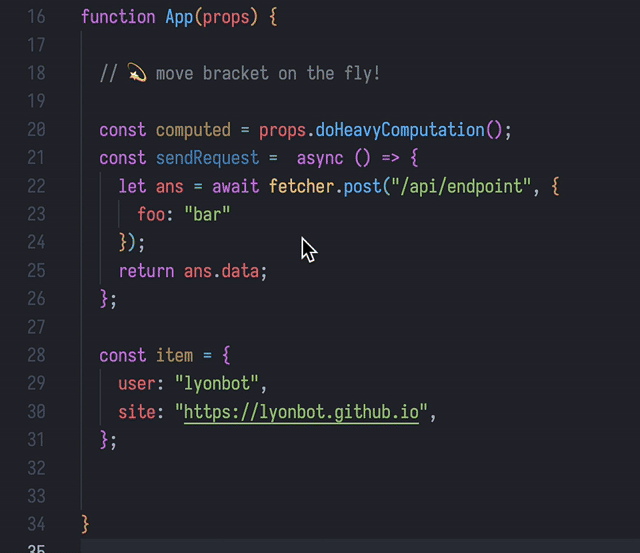 16 function App(props) {
17
18 // 💫 move bracket on the fly!
19
20 const computed = props.doHeavyComputation();
21 const sendRequest =  async () => {
22 let ans = await fetcher.post("/api/endpoint", {
23 foo: "bar"
24 });
25 return ans.data;
26 };
27
28 const item = {
29 user: "lyonbot",
30 site: "https://lyonbot.github.io",
31 };
32
33
34 }
35